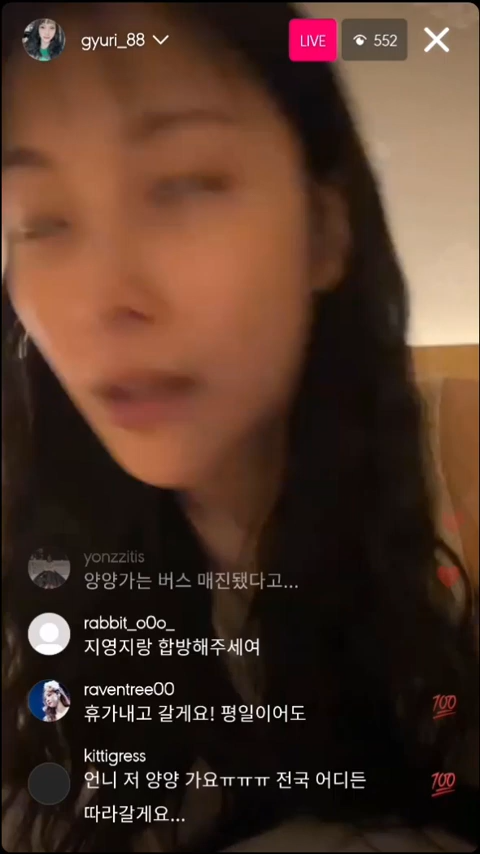 gyuri_88
LIVE
552
yonzzitis
양양가는 버스 매진됐다고...
rabbit_o0o_
지영지랑 합방해주세여
raventree00
휴가내고 갈게요! 평일이어도
100
kittigress
언니 저 양양 가요ㅠㅠㅠ 전국 어디든
100
따라갈게요...